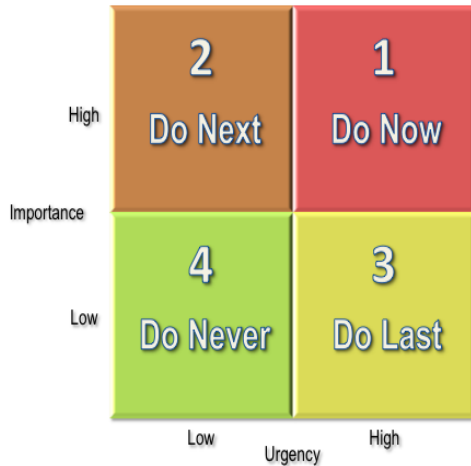 2
Do Next
1
Do Now
High
Importance
4
Do Never
3
Do Last
Low
Low
High
Urgency